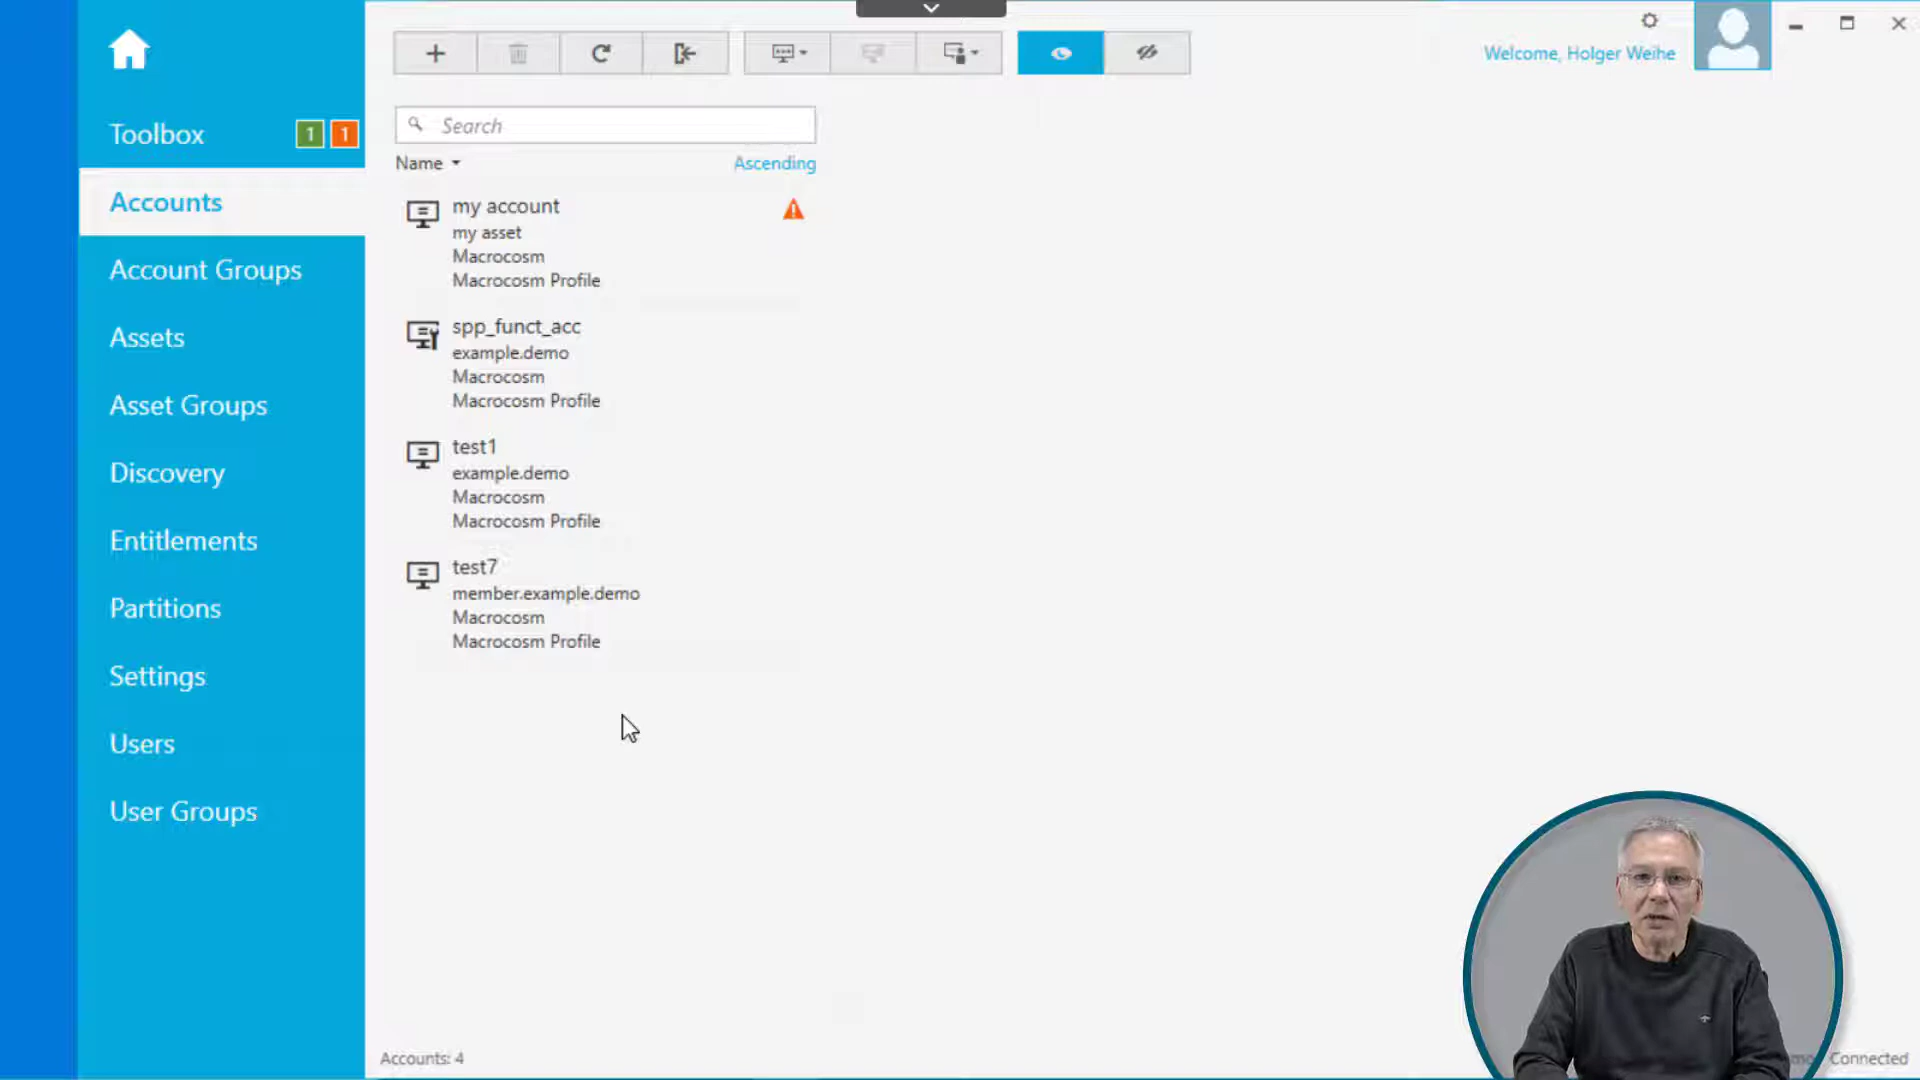 Welcome, Holger Weihe
Toolbox
1
1
Accounts
Account Groups
Assets
Asset Groups
Discovery
Entitlements
Partitions
Settings
Users
User Groups
Search
Name
Ascending
my account
my asset
Macrocosm
Macrocosm Profile
spp_funct_acc
example.demo
Macrocosm
Macrocosm Profile
test1
example.demo
Macrocosm
Macrocosm Profile
test7
member.example.demo
Macrocosm
Macrocosm Profile
Accounts: 4
Connected